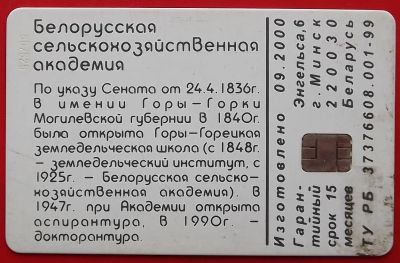 Белорусская
сельскохозяйственная
академия
По указу Сената от 24.4.1836г.
в имении Горы-Горки
Могилевской губернии в 1840г.
была открыта Горы-Горецкая
земледельческая школа (с 1848г.
- земледельческий институт, с
1925г. - Белорусская сельско-
хозяйственная академия). В
1947г. при Академии открыта
аспирантура, в 1990г. -
докторантура.
Изготовлено 09.2000
Гаран-
тийный
срок 15
месяцев
Энгельса,6
г.Минск
220030
Беларусь
ТУ РБ 37376608.001-99